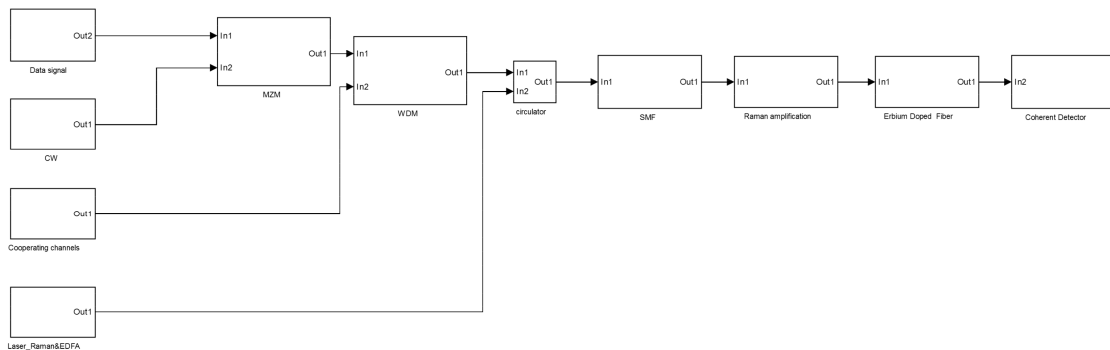 Out2
Data signal
In1
In2
Out1
MZM
Out1
CW
In1
In2
Out1
WDM
In1
In2
Out1
circulator
In1
Out1
SMF
In1
Out1
Raman amplification
In1
Out1
Erbium Doped Fiber
In2
Coherent Detector
Out1
Cooperating channels
Out1
Laser_Raman&EDFA